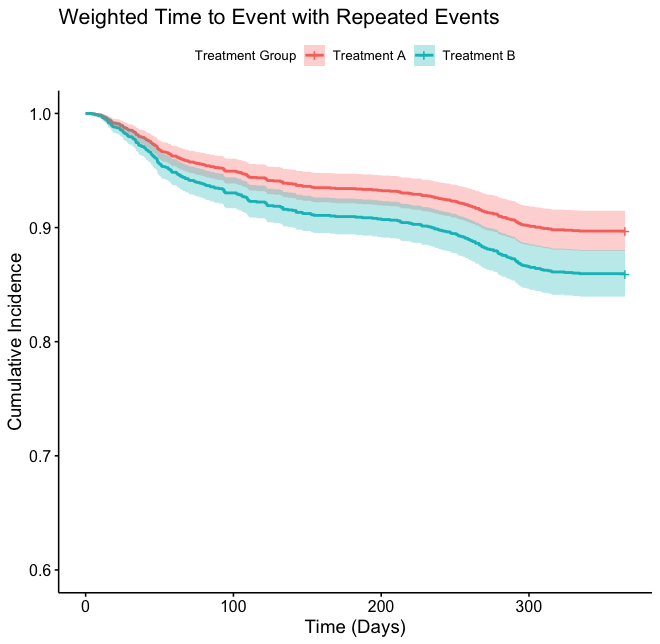 Weighted Time to Event with Repeated Events
Treatment Group Treatment A Treatment B
Cumulative Incidence
1.0
0.9
0.8
0.7
0.6
0 100 200 300
Time (Days)